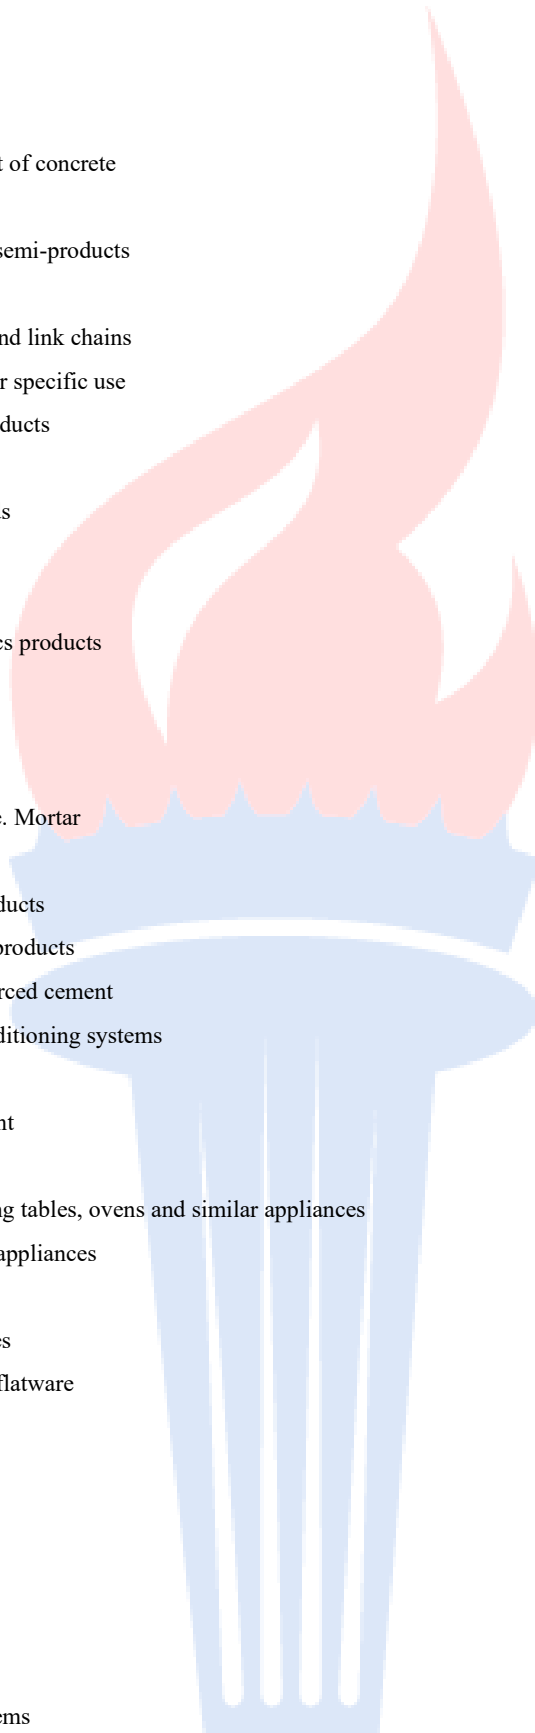 t of concrete
semi-products
nd link chains
r specific use
ducts
s
cs products
e. Mortar
ducts
products
rced cement
ditioning systems
nt
ng tables, ovens and similar appliances
appliances
es
flatware
ems